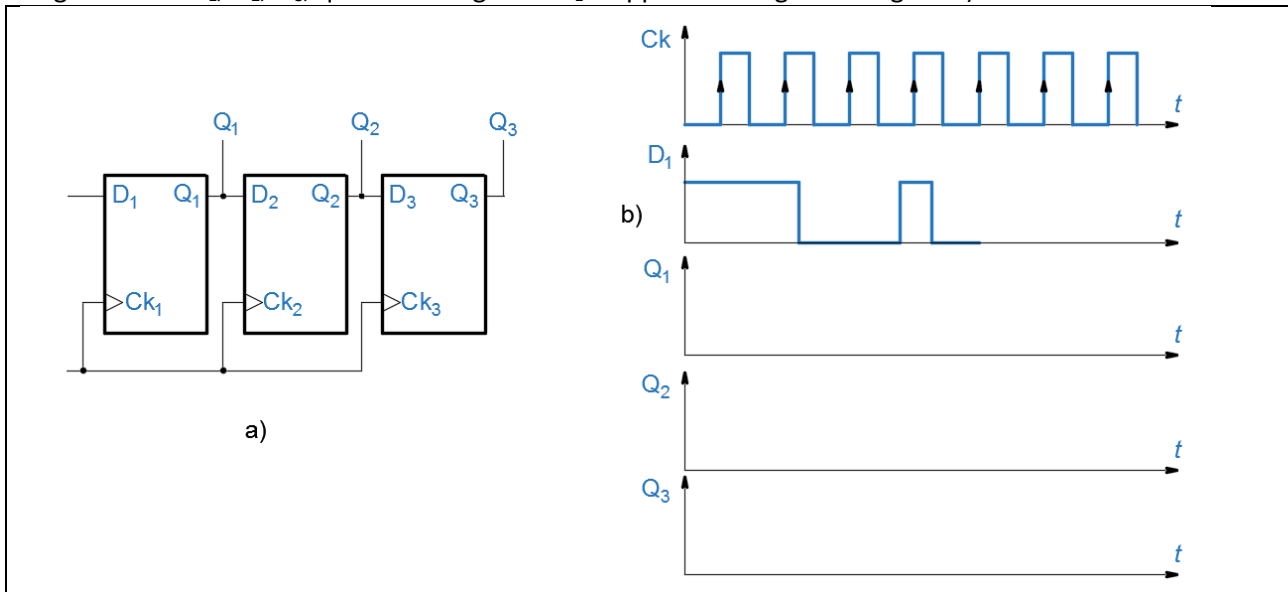 Ck
t
D₁
b)
t
Q₁
t
Q₂
t
Q₃
t
Q₁ Q₂ Q₃
D₁ Q₁ D₂ Q₂ D₃ Q₃
Ck₁ Ck₂ Ck₃
a)